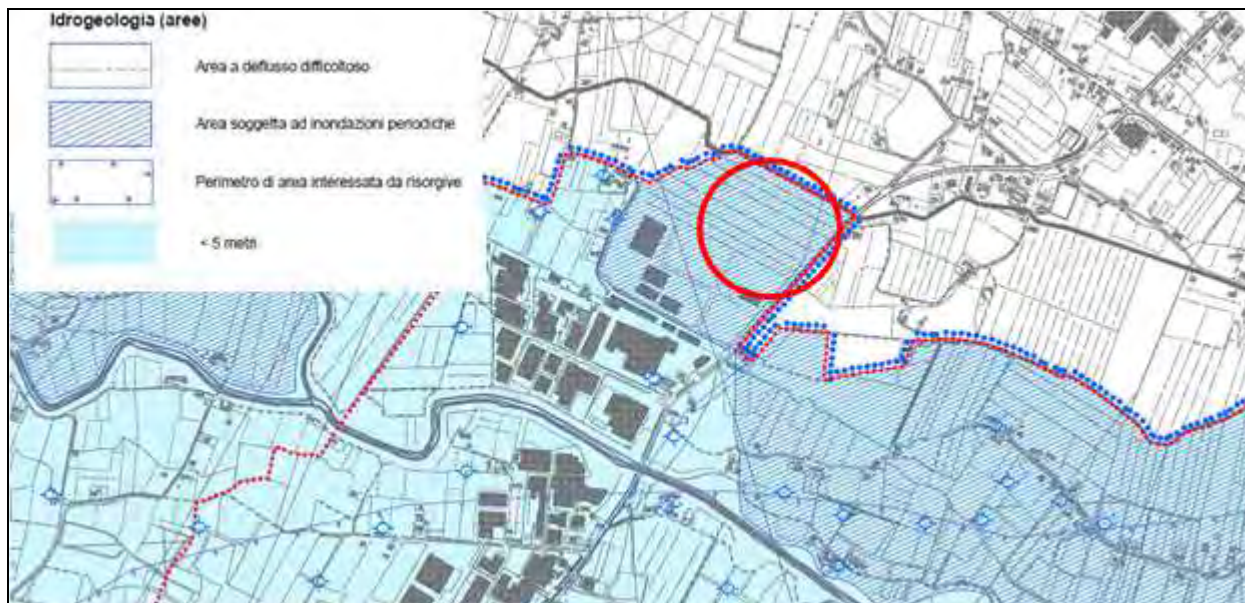 Idrogeologia (aree)
Area a deflusso difficoltoso
Area soggetta ad inondazioni periodiche
Perimetro di area interessata da risorgive
< 5 metri